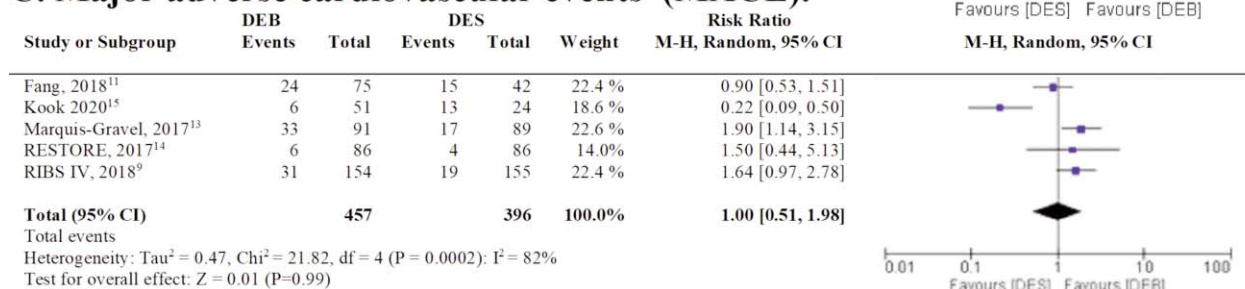 C. Major adverse cardiovascular events (MACE).
Favours [DES] Favours [DEB]
DEB DES Risk Ratio
Study or Subgroup Events Total Events Total Weight M-H, Random, 95% CI M-H, Random, 95% CI
Fang, 2018¹¹ 24 75 15 42 22.4 % 0.90 [0.53, 1.51]
Kook 2020¹⁵ 6 51 13 24 18.6 % 0.22 [0.09, 0.50]
Marquis-Gravel, 2017¹³ 33 91 17 89 22.6 % 1.90 [1.14, 3.15]
RESTORE, 2017¹⁴ 6 86 4 86 14.0% 1.50 [0.44, 5.13]
RIBS IV, 2018⁹ 31 154 19 155 22.4 % 1.64 [0.97, 2.78]
Total (95% CI) 457 396 100.0% 1.00 [0.51, 1.98]
Total events
Heterogeneity: Tau² = 0.47, Chi² = 21.82, df = 4 (P = 0.0002): I² = 82%
Test for overall effect: Z = 0.01 (P=0.99)
0.01 0.1 1 10 100
Favours [DES] Favours [DEB]